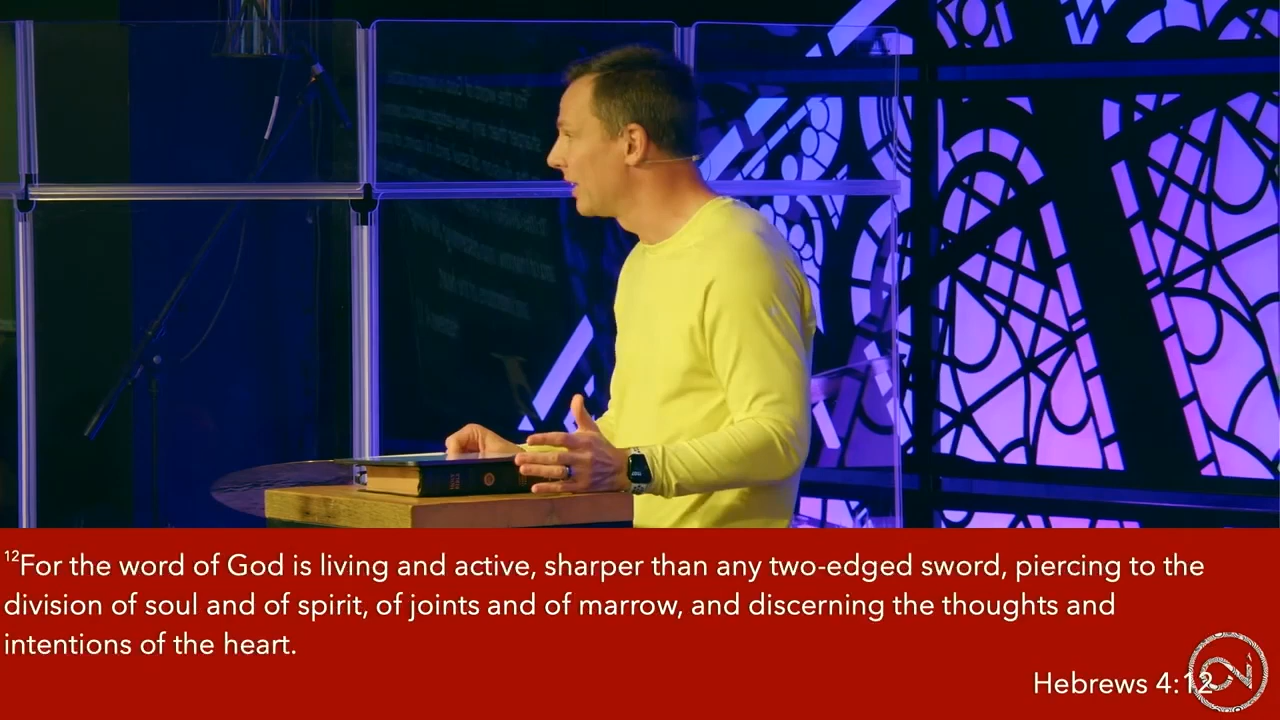 ¹²For the word of God is living and active, sharper than any two-edged sword, piercing to the
division of soul and of spirit, of joints and of marrow, and discerning the thoughts and
intentions of the heart.
Hebrews 4:12